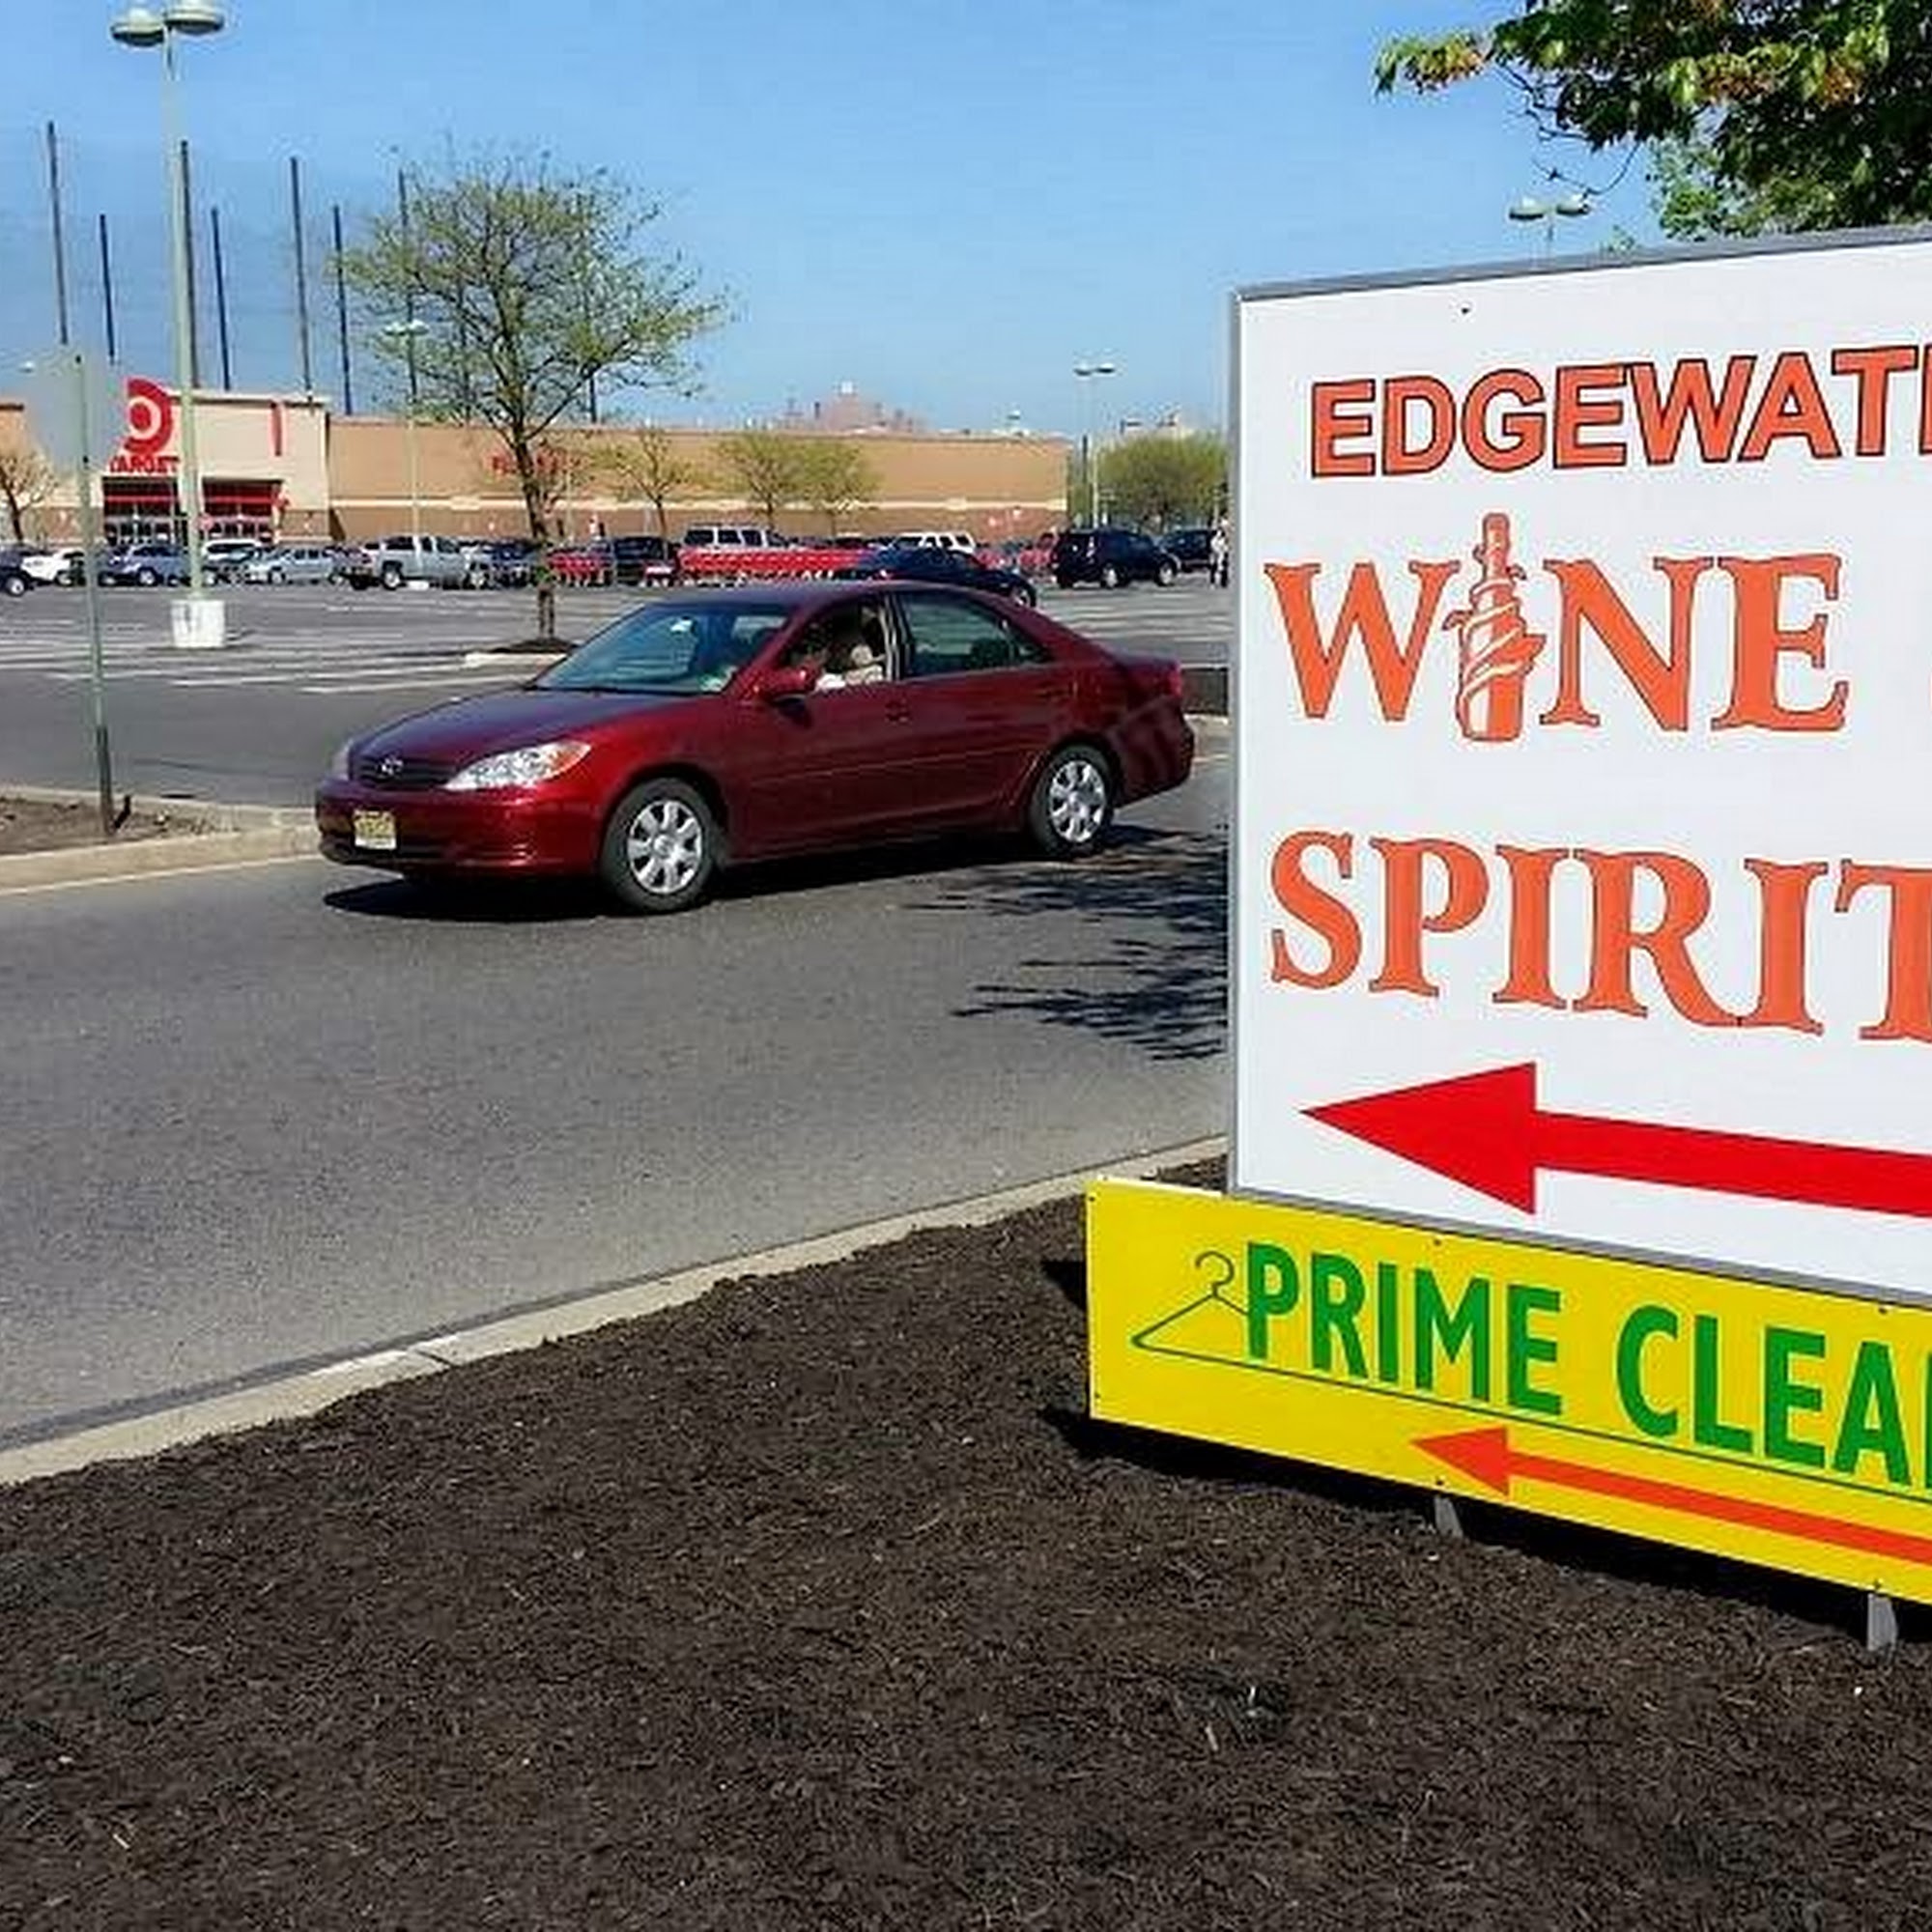 TARGET
EDGEWAT
WINE
SPIRIT
PRIME CLEA